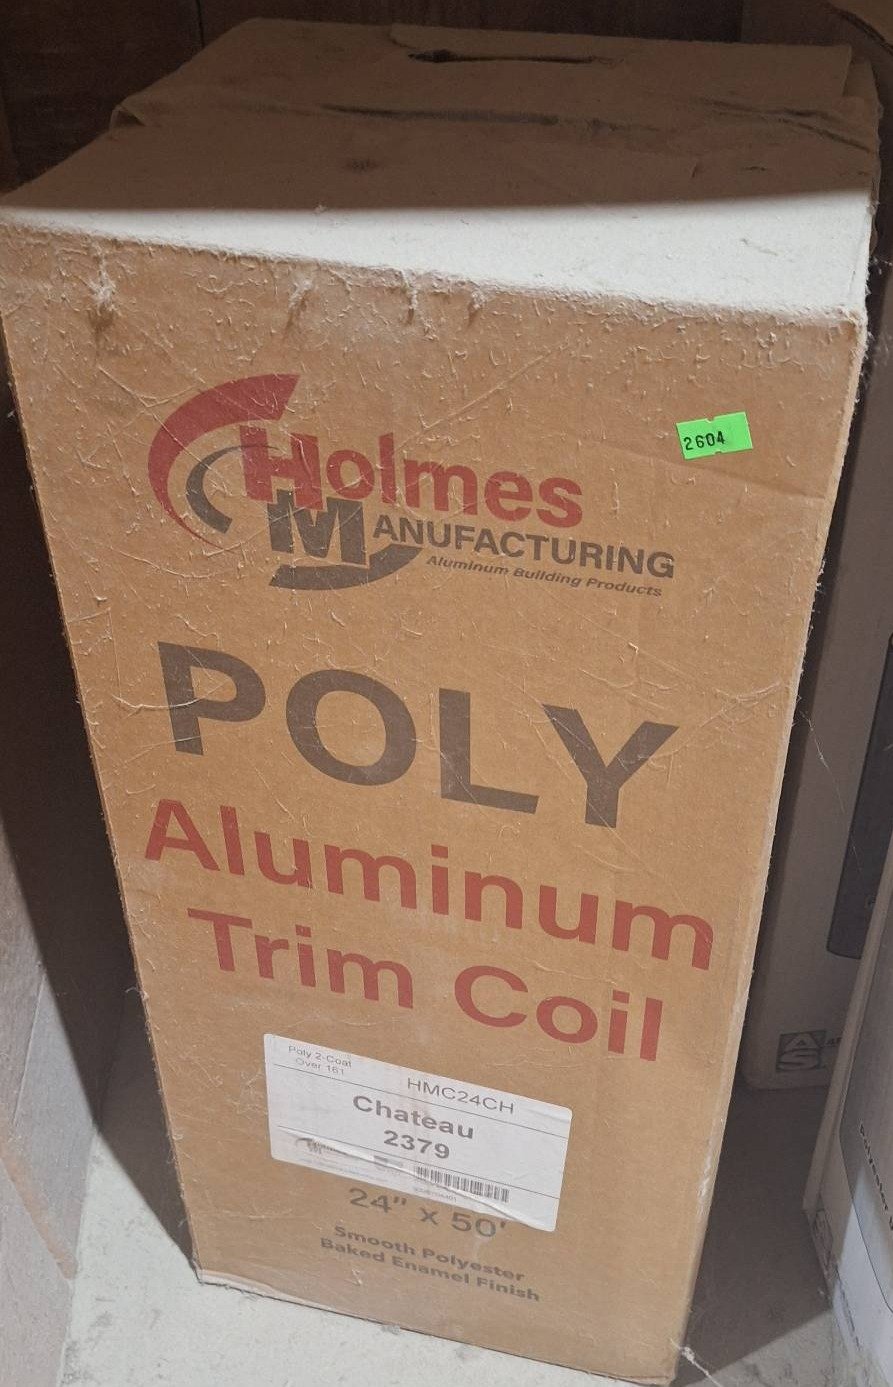 2604
Holmes
MANUFACTURING
Aluminum Building Products
POLY
Aluminum
Trim Coil
Poly 2-Coat
Over 161
HMC24CH
Chateau
2379
24" x 50'
Smooth Polyester
Baked Enamel Finish
AS